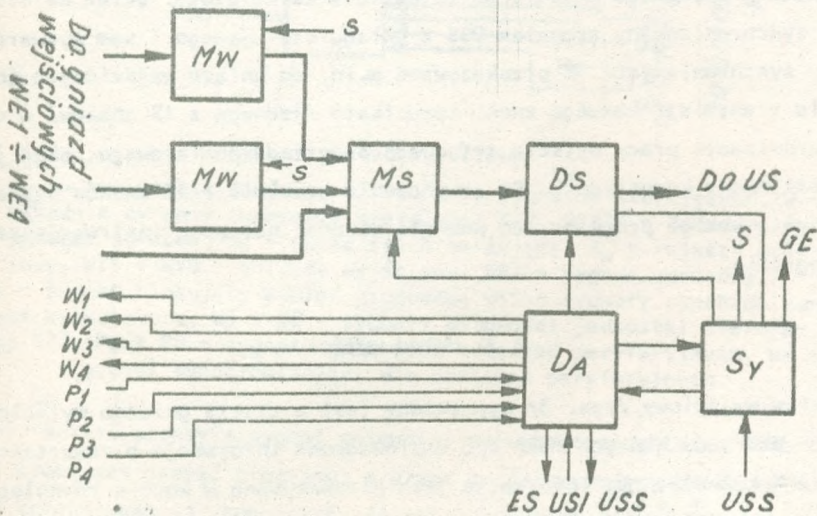 Do gniazd
wejściowych
WE1 ÷ WE4
MW
S
MW
S
MS
DS
DO US
S
GE
W1
W2
W3
W4
P1
P2
P3
P4
DA
SY
ES USI USS
USS